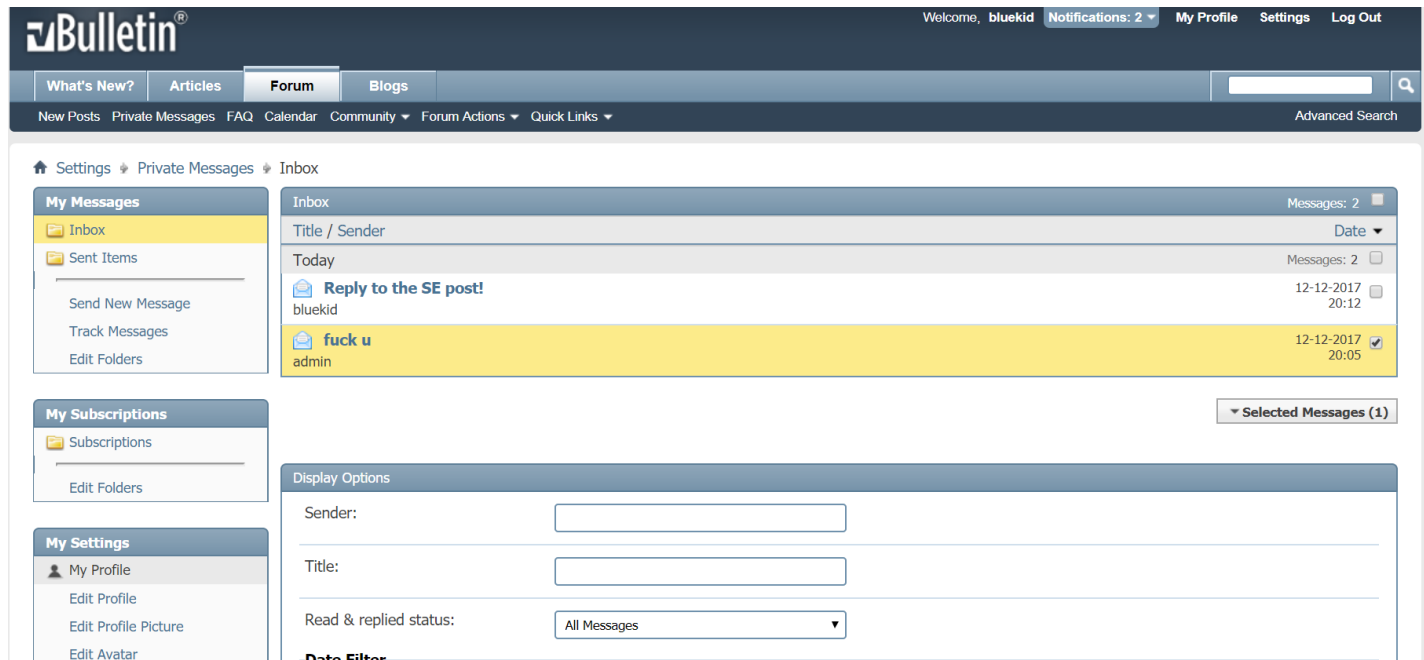 vBulletin®
Welcome, bluekid Notifications: 2 My Profile Settings Log Out
What's New? Articles Forum Blogs
New Posts Private Messages FAQ Calendar Community Forum Actions Quick Links Advanced Search
Settings Private Messages Inbox
My Messages
Inbox
Sent Items
Send New Message
Track Messages
Edit Folders
My Subscriptions
Subscriptions
Edit Folders
My Settings
My Profile
Edit Profile
Edit Profile Picture
Edit Avatar
Inbox Messages: 2
Title / Sender Date
Today Messages: 2
Reply to the SE post! 12-12-2017
bluekid 20:12
fuck u 12-12-2017
admin 20:05
Selected Messages (1)
Display Options
Sender:
Title:
Read & replied status: All Messages
Date Filter